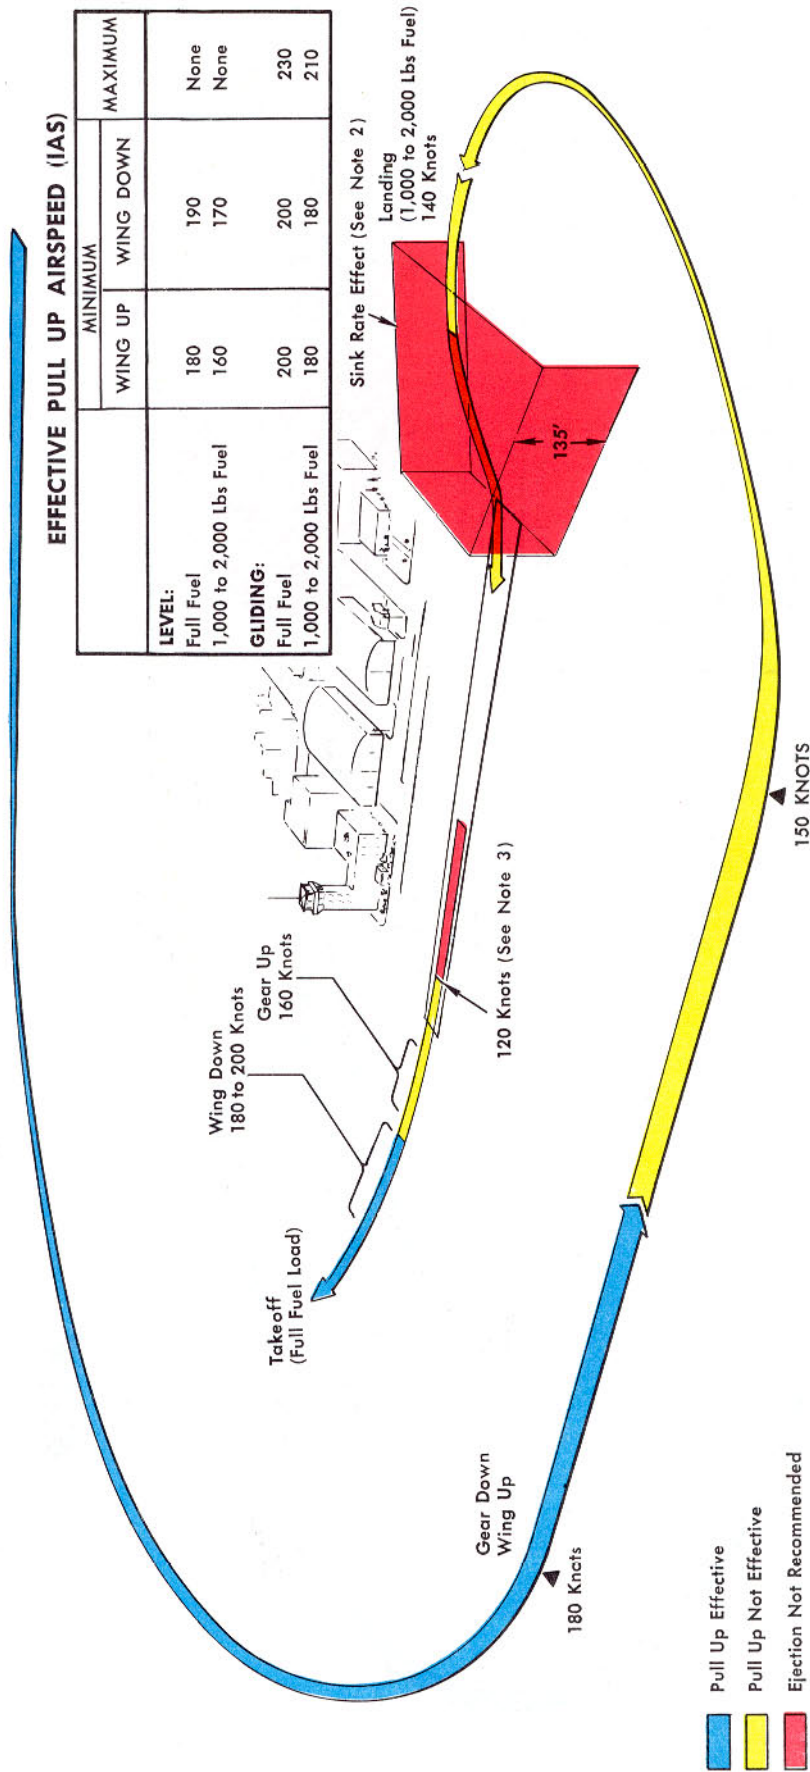 EFFECTIVE PULL UP AIRSPEED (IAS)
MINIMUM
MAXIMUM
WING UP
WING DOWN
LEVEL:
Full Fuel 180 190 None
1,000 to 2,000 Lbs Fuel 160 170 None
GLIDING:
Full Fuel 200 200 230
1,000 to 2,000 Lbs Fuel 180 180 210
Sink Rate Effect (See Note 2)
Landing
(1,000 to 2,000 Lbs Fuel)
140 Knots
135'
Wing Down
180 to 200 Knots
Gear Up
160 Knots
120 Knots (See Note 3)
Takeoff
(Full Fuel Load)
Gear Down
Wing Up
180 Knots
150 KNOTS
Pull Up Effective
Pull Up Not Effective
Ejection Not Recommended